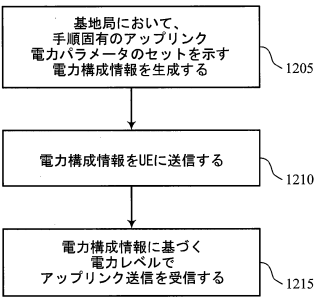 基地局において、
手順固有のアップリンク
電力パラメータのセットを示す
電力構成情報を生成する
1205
電力構成情報をUEに送信する
1210
電力構成情報に基づく
電力レベルで
アップリンク送信を受信する
1215